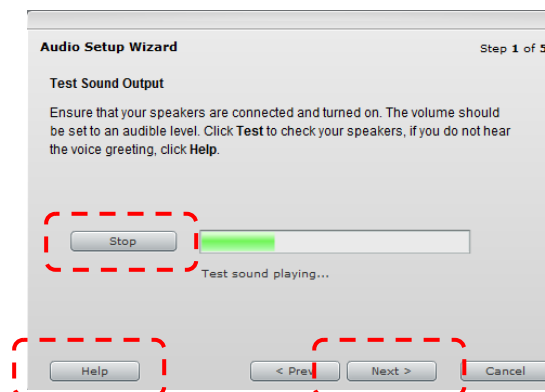 Audio Setup Wizard
Step 1 of 5
Test Sound Output
Ensure that your speakers are connected and turned on. The volume should
be set to an audible level. Click Test to check your speakers, if you do not hear
the voice greeting, click Help.
Stop
Test sound playing...
Help
< Prev
Next >
Cancel